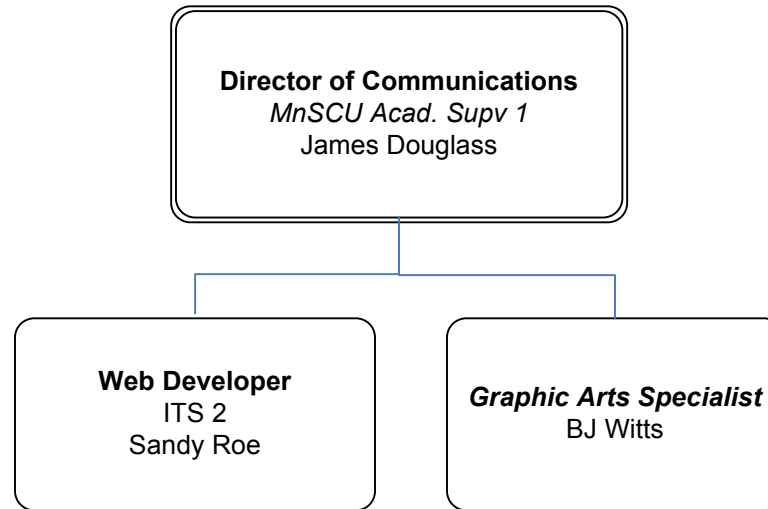 Director of Communications
MnSCU Acad. Supv 1
James Douglass
Web Developer
ITS 2
Sandy Roe
Graphic Arts Specialist
BJ Witts